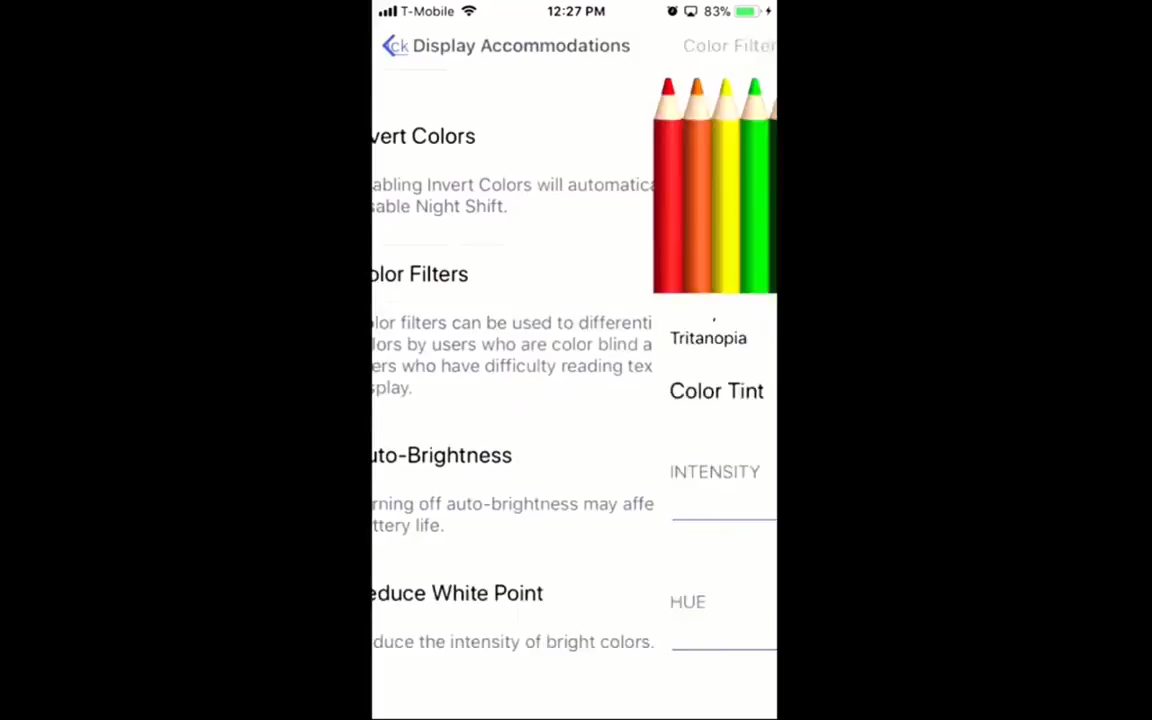 T-Mobile 12:27 PM 83%
ck Display Accommodations Color Filter
vert Colors
abling Invert Colors will automatica
sable Night Shift.
olor Filters
lor filters can be used to differenti
lors by users who are color blind a
ers who have difficulty reading tex
splay.
uto-Brightness
rning off auto-brightness may affe
ttery life.
educe White Point
duce the intensity of bright colors.
Tritanopia
Color Tint
INTENSITY
HUE